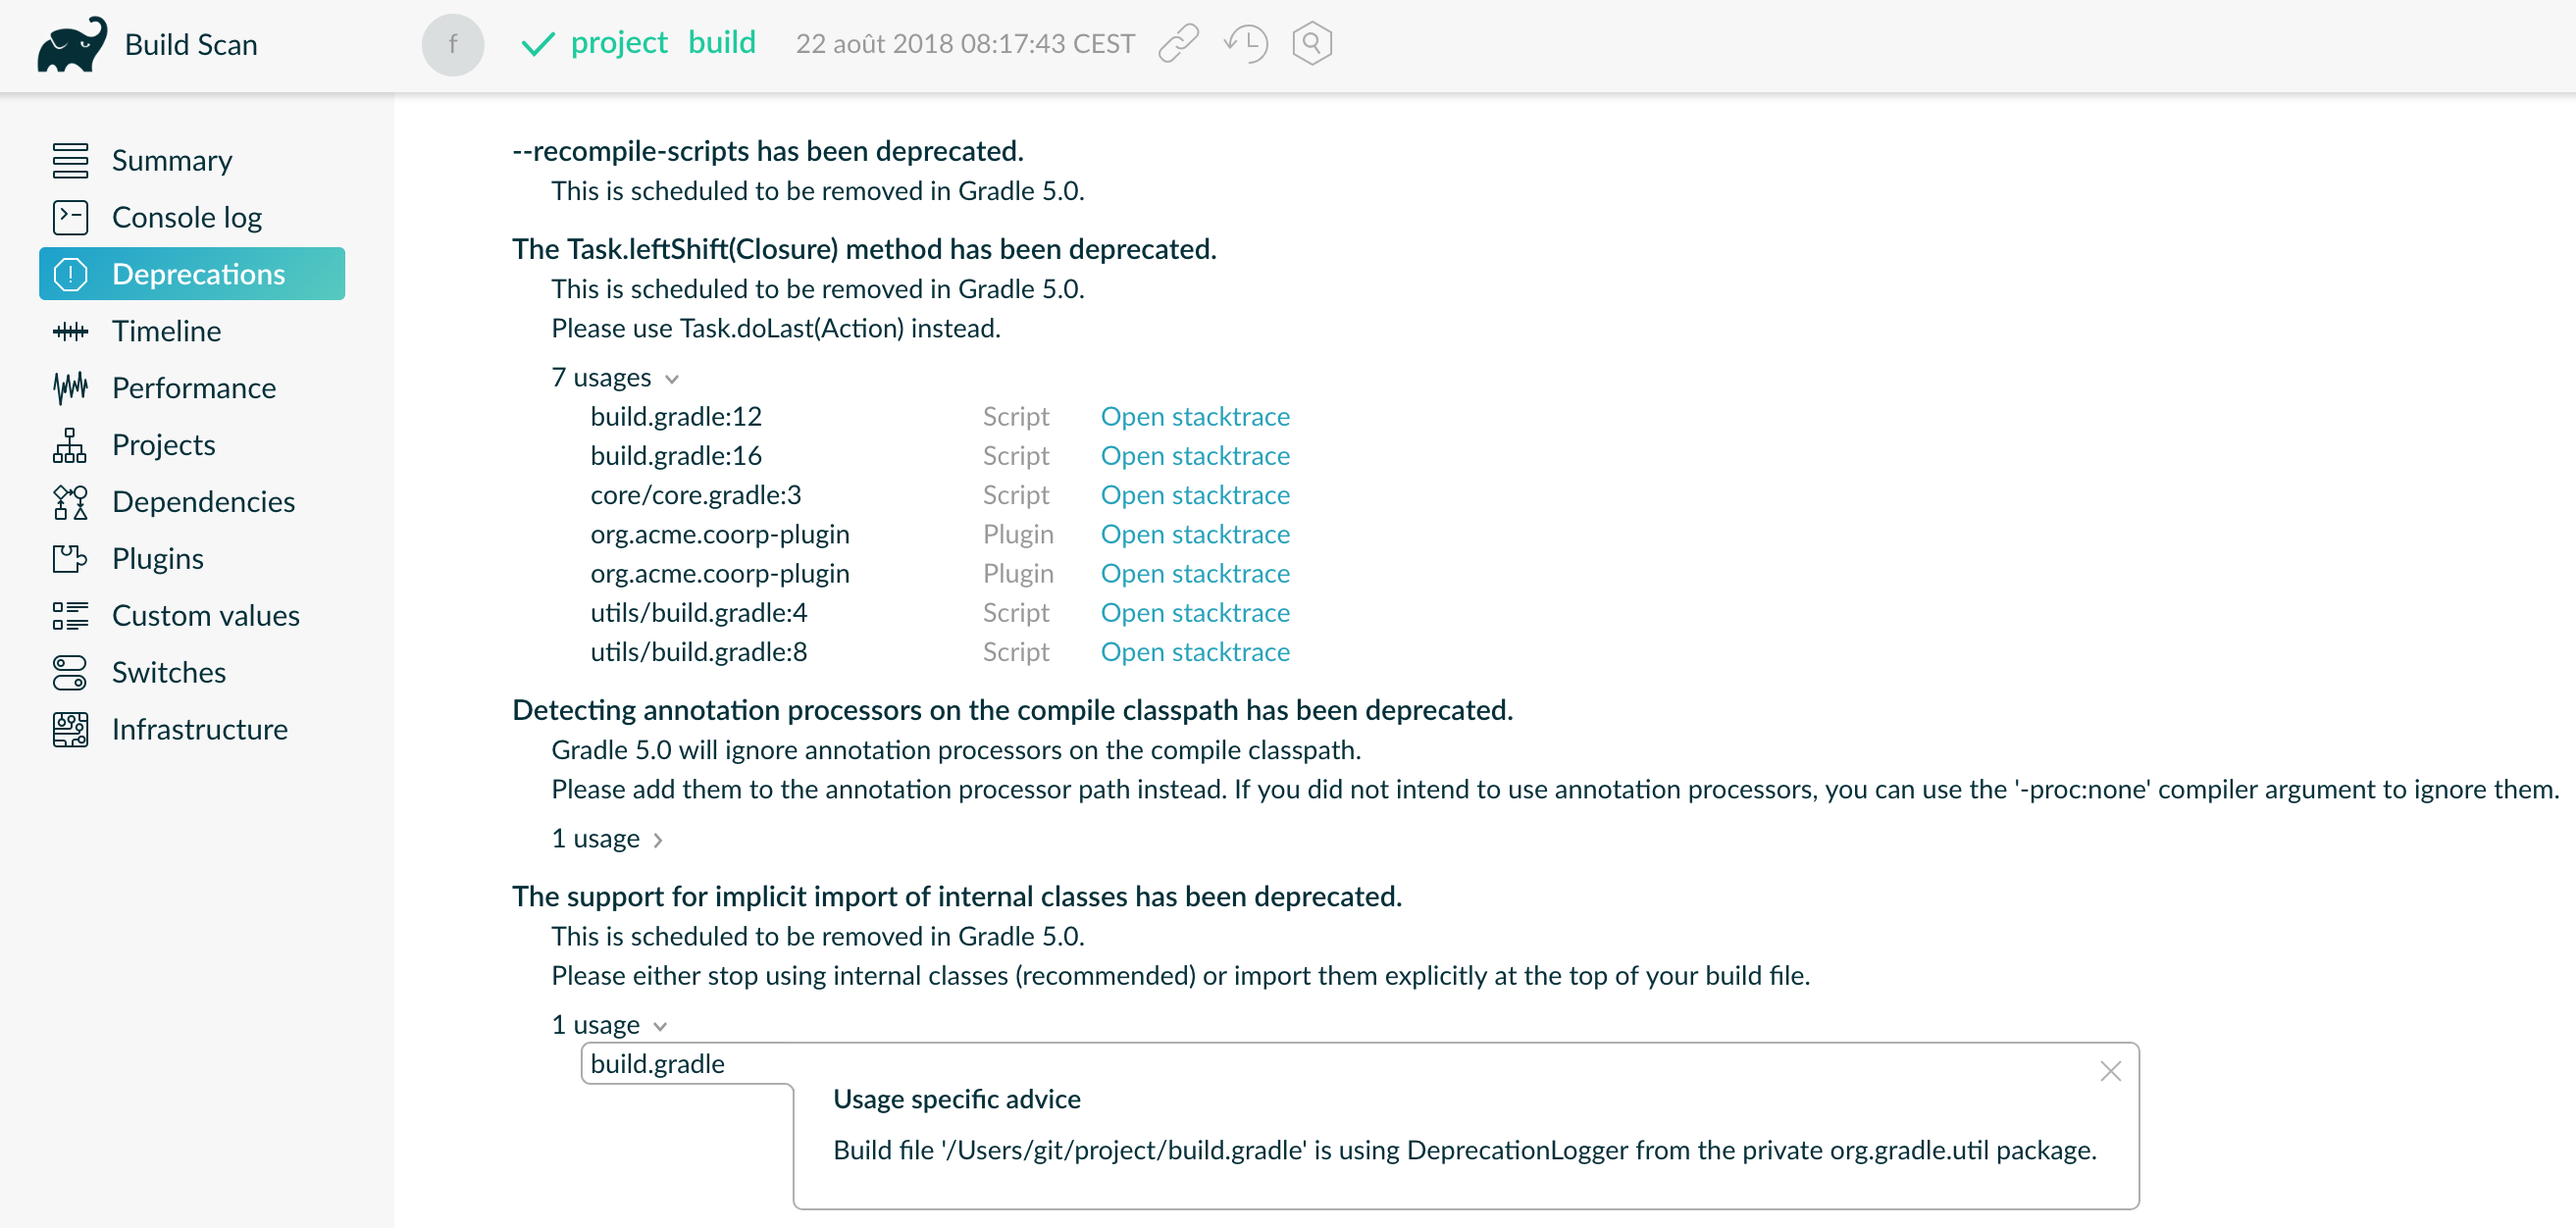 Build Scan
f
project build 22 août 2018 08:17:43 CEST
Summary
Console log
Deprecations
Timeline
Performance
Projects
Dependencies
Plugins
Custom values
Switches
Infrastructure
--recompile-scripts has been deprecated.
This is scheduled to be removed in Gradle 5.0.
The Task.leftShift(Closure) method has been deprecated.
This is scheduled to be removed in Gradle 5.0.
Please use Task.doLast(Action) instead.
7 usages
build.gradle:12 Script Open stacktrace
build.gradle:16 Script Open stacktrace
core/core.gradle:3 Script Open stacktrace
org.acme.coorp-plugin Plugin Open stacktrace
org.acme.coorp-plugin Plugin Open stacktrace
utils/build.gradle:4 Script Open stacktrace
utils/build.gradle:8 Script Open stacktrace
Detecting annotation processors on the compile classpath has been deprecated.
Gradle 5.0 will ignore annotation processors on the compile classpath.
Please add them to the annotation processor path instead. If you did not intend to use annotation processors, you can use the '-proc:none' compiler argument to ignore them.
1 usage
The support for implicit import of internal classes has been deprecated.
This is scheduled to be removed in Gradle 5.0.
Please either stop using internal classes (recommended) or import them explicitly at the top of your build file.
1 usage
build.gradle
Usage specific advice
Build file '/Users/git/project/build.gradle' is using DeprecationLogger from the private org.gradle.util package.